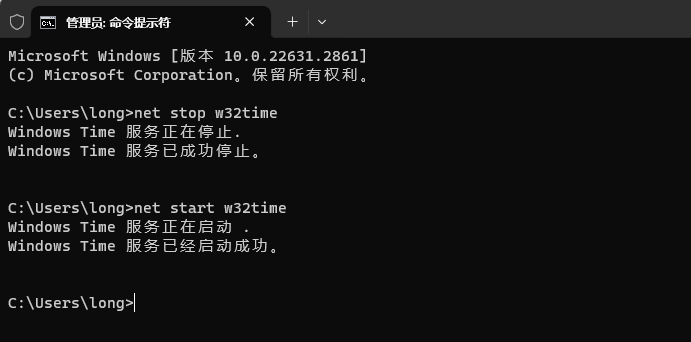 管理员: 命令提示符
Microsoft Windows [版本 10.0.22631.2861]
(c) Microsoft Corporation。保留所有权利。
C:\Users\long>net stop w32time
Windows Time 服务正在停止.
Windows Time 服务已成功停止。
C:\Users\long>net start w32time
Windows Time 服务正在启动 .
Windows Time 服务已经启动成功。
C:\Users\long>